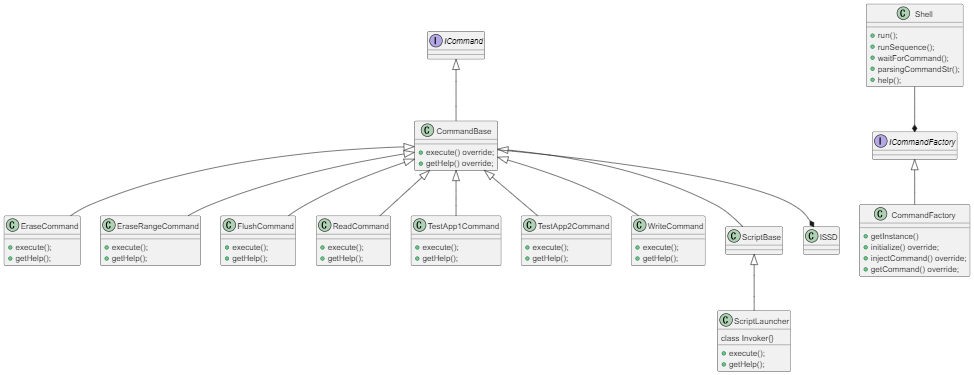 C Shell
run();
runSequence();
waitForCommand();
parsingCommandStr();
help();
I ICommand
C CommandBase
execute() override;
getHelp() override;
I ICommandFactory
C EraseCommand
execute();
getHelp();
C EraseRangeCommand
execute();
getHelp();
C FlushCommand
execute();
getHelp();
C ReadCommand
execute();
getHelp();
C TestApp1Command
execute();
getHelp();
C TestApp2Command
execute();
getHelp();
C WriteCommand
execute();
getHelp();
C ScriptBase
C ISSD
C CommandFactory
getInstance()
initialize() override;
injectCommand() override;
getCommand() override;
C ScriptLauncher
class Invoker{}
execute();
getHelp();